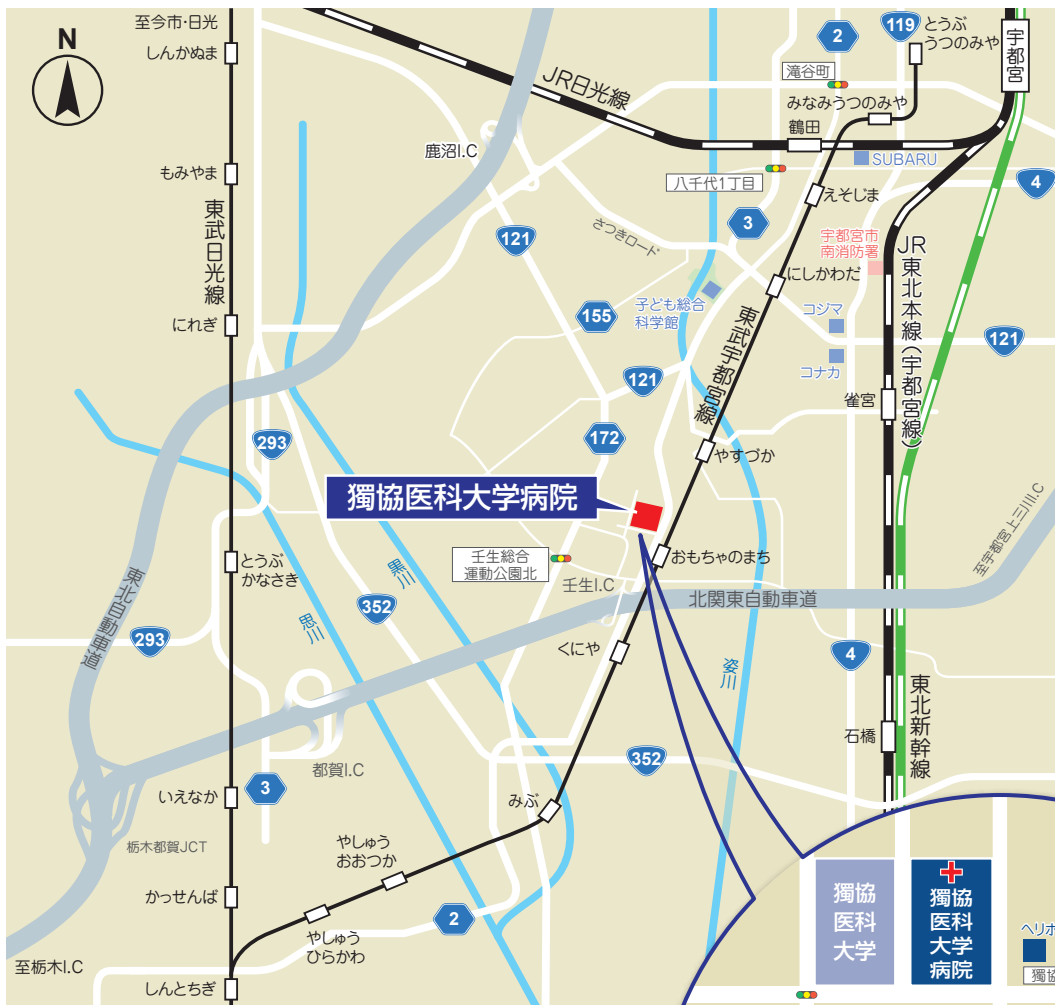 至今市・日光
しんかぬま
N
もみやま
東武日光線
にれぎ
293
とうぶ
かなさき
293
東北自動車道
352
思川
黒川
都賀I.C
3
いえなか
栃木都賀JCT
かっせんば
至栃木I.C
しんとちぎ
JR日光線
鹿沼I.C
121
さつきロード
155
121
172
獨協医科大学病院
壬生総合
運動公園北
壬生I.C
北関東自動車道
くにや
みぶ
やしゅう
おおつか
やしゅう
ひらかわ
2
2
119
とうぶ
うつのみや
宇都宮
滝谷町
みなみうつのみや
鶴田
SUBARU
八千代1丁目
4
えそじま
3
宇都宮市
南消防署
にしかわだ
子ども総合
科学館
コジマ
コナカ
121
東武宇都宮線
JR東北本線(宇都宮線)
雀宮
やすづか
おもちゃのまち
至宇都宮上三川I.C
4
姿川
352
石橋
東北新幹線
獨協
医科
大学
獨協
医科
大学
病院
ヘリポ
獨協